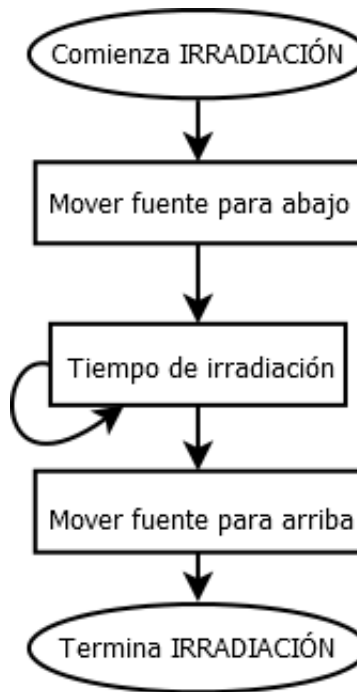 Comienza IRRADIACIÓN
Mover fuente para abajo
Tiempo de irradiación
Mover fuente para arriba
Termina IRRADIACIÓN